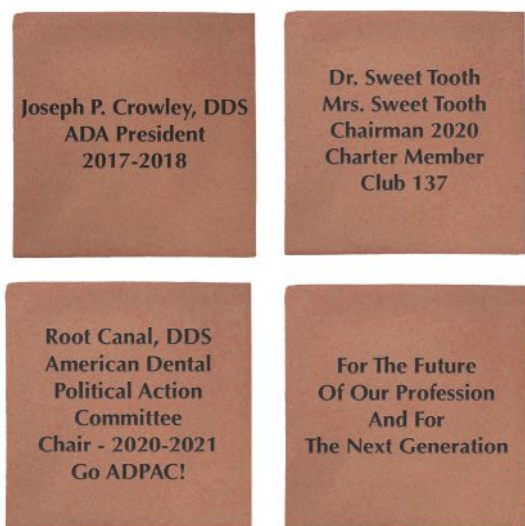 Joseph P. Crowley, DDS
ADA President
2017-2018
Dr. Sweet Tooth
Mrs. Sweet Tooth
Chairman 2020
Charter Member
Club 137
Root Canal, DDS
American Dental
Political Action
Committee
Chair - 2020-2021
Go ADPAC!
For The Future
Of Our Profession
And For
The Next Generation